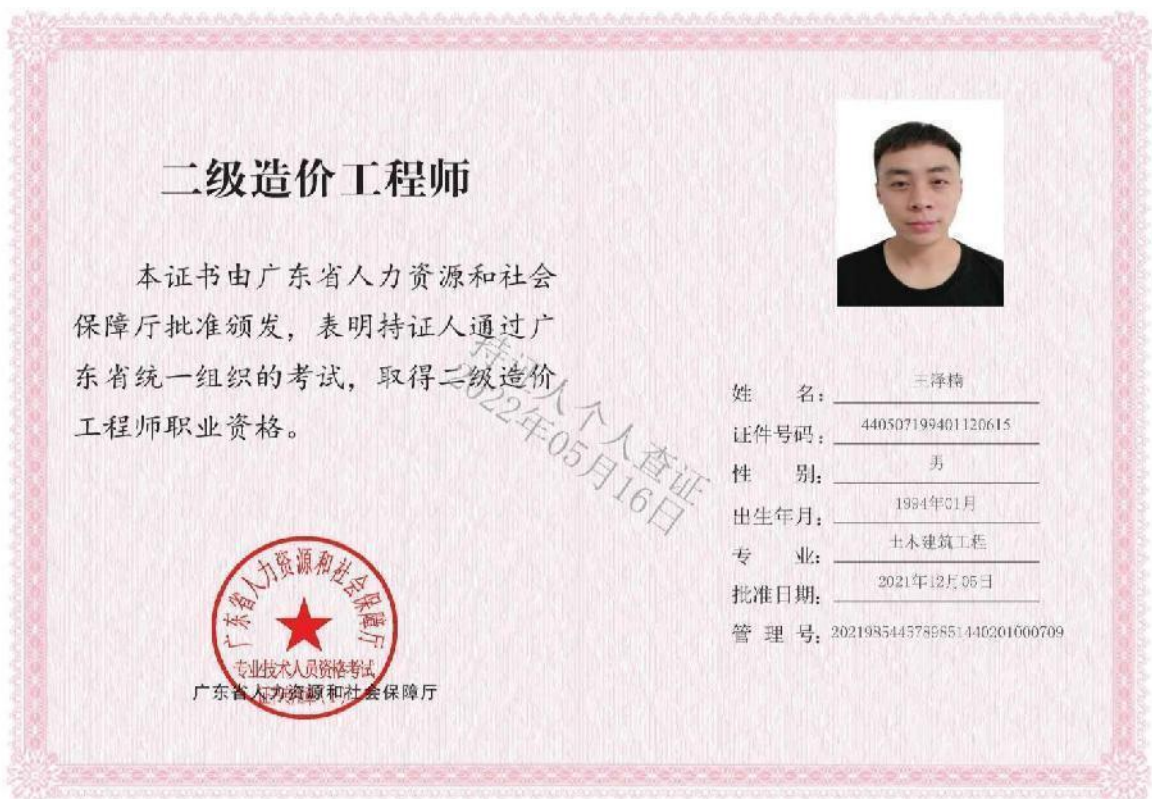 二级造价工程师
本证书由广东省人力资源和社会
保障厅批准颁发，表明持证人通过广
东省统一组织的考试，取得二级造价
工程师职业资格。
持证人个人查证
2022年05月16日
姓 名：王泽楠
证件号码：440507199401120615
性 别：男
出生年月：1994年01月
专 业：土木建筑工程
批准日期：2021年12月05日
管 理 号：2021985445789851440201000709
广东省人力资源和社会保障厅
专业技术人员资格考试
广东省人力资源和社会保障厅